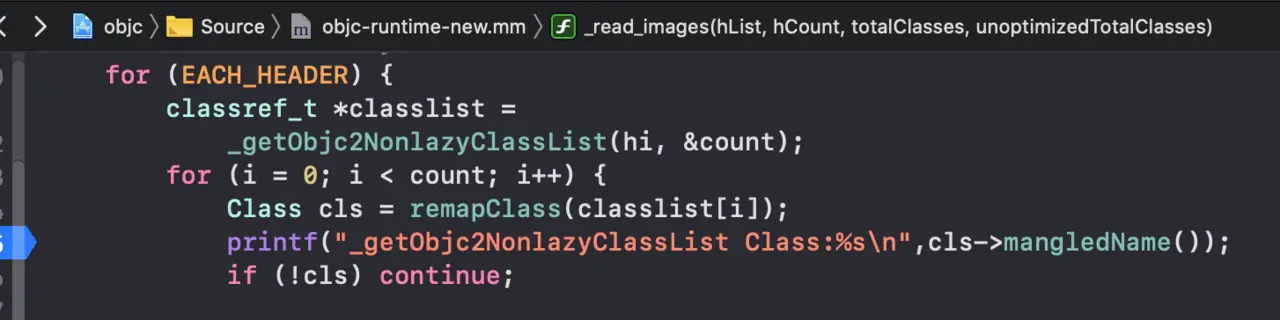 objc 〉 Source 〉 objc-runtime-new.mm 〉 _read_images(hList, hCount, totalClasses, unoptimizedTotalClasses)
for (EACH_HEADER) {
classref_t *classlist =
_getObjc2NonlazyClassList(hi, &count);
for (i = 0; i < count; i++) {
Class cls = remapClass(classlist[i]);
printf("_getObjc2NonlazyClassList Class:%s\n",cls->mangledName());
if (!cls) continue;